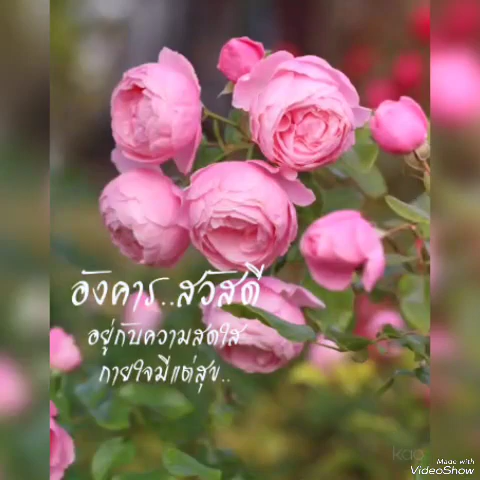 อังคาร..สวัสดี
อยู่กับความสดใส
กายใจมีแต่สุข..
kao
Made with
VideoShow